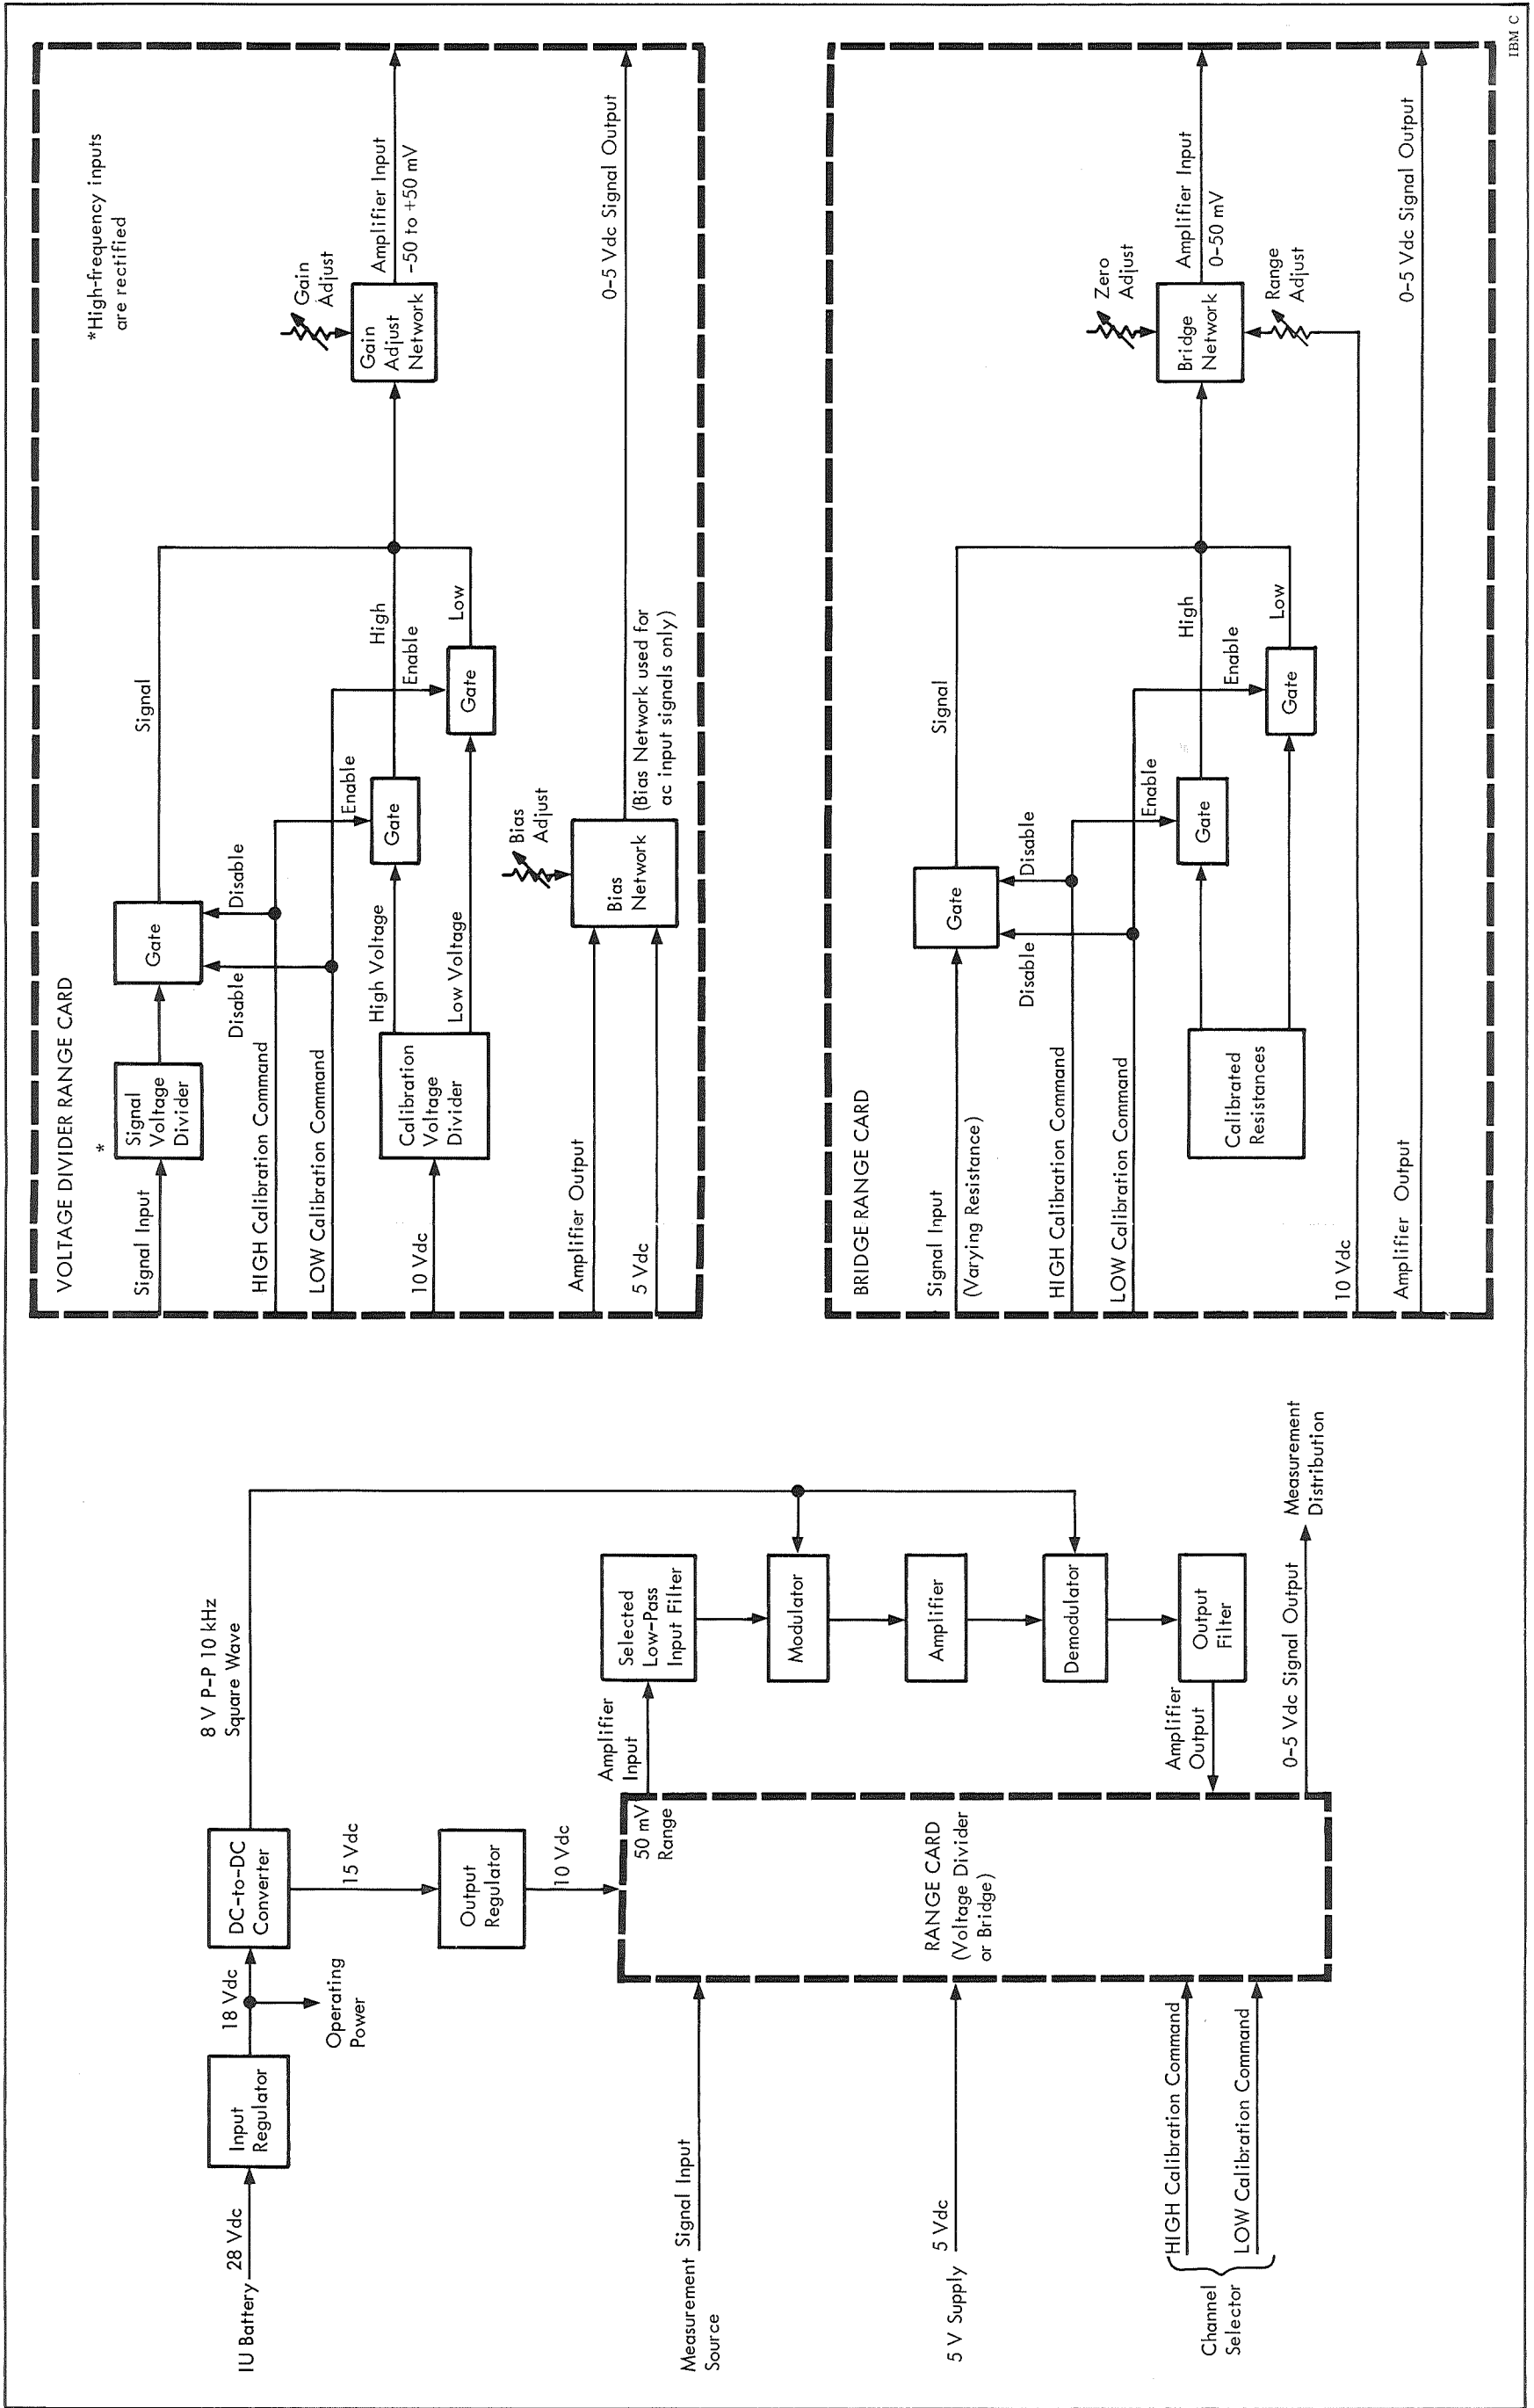 IU Battery
28 Vdc
Input
Regulator
18 Vdc
Operating
Power
DC-to-DC
Converter
8 V P-P 10 kHz
Square Wave
15 Vdc
Output
Regulator
10 Vdc
Measurement
Source
Signal Input
5 V Supply
5 Vdc
Channel
Selector
HIGH Calibration Command
LOW Calibration Command
50 mV
Range
RANGE CARD
(Voltage Divider
or Bridge)
Amplifier
Input
Selected
Low-Pass
Input Filter
Modulator
Amplifier
Demodulator
Output
Filter
Amplifier
Output
0-5 Vdc Signal Output
Measurement
Distribution
VOLTAGE DIVIDER RANGE CARD
*High-frequency inputs
are rectified
Signal Input
*
Signal
Voltage
Divider
Gate
Signal
Disable
Disable
HIGH Calibration Command
LOW Calibration Command
Enable
Enable
10 Vdc
Calibration
Voltage
Divider
High Voltage
Low Voltage
Gate
High
Gate
Low
Gain
Adjust
Gain
Adjust
Network
Amplifier Input
-50 to +50 mV
Amplifier Output
5 Vdc
Bias
Adjust
Bias
Network
(Bias Network used for
ac input signals only)
0-5 Vdc Signal Output
BRIDGE RANGE CARD
Signal Input
(Varying Resistance)
Gate
Signal
Disable
Disable
HIGH Calibration Command
LOW Calibration Command
Enable
Enable
Calibrated
Resistances
Gate
High
Gate
Low
Zero
Adjust
Bridge
Network
Range
Adjust
Amplifier Input
0-50 mV
10 Vdc
Amplifier Output
0-5 Vdc Signal Output
IBM C